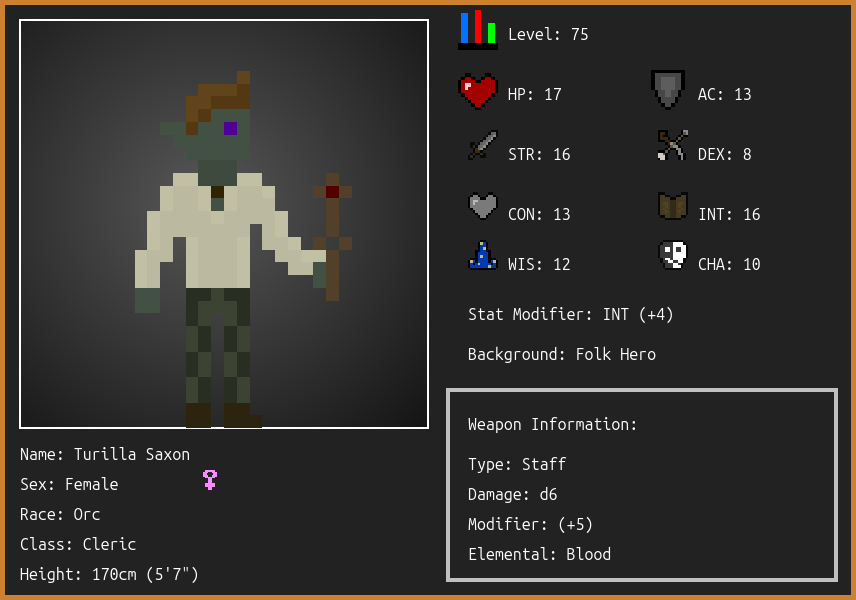 Level: 75
HP: 17
AC: 13
STR: 16
DEX: 8
CON: 13
INT: 16
WIS: 12
CHA: 10
Stat Modifier: INT (+4)
Background: Folk Hero
Weapon Information:
Type: Staff
Damage: d6
Modifier: (+5)
Elemental: Blood
Name: Turilla Saxon
Sex: Female
Race: Orc
Class: Cleric
Height: 170cm (5'7")